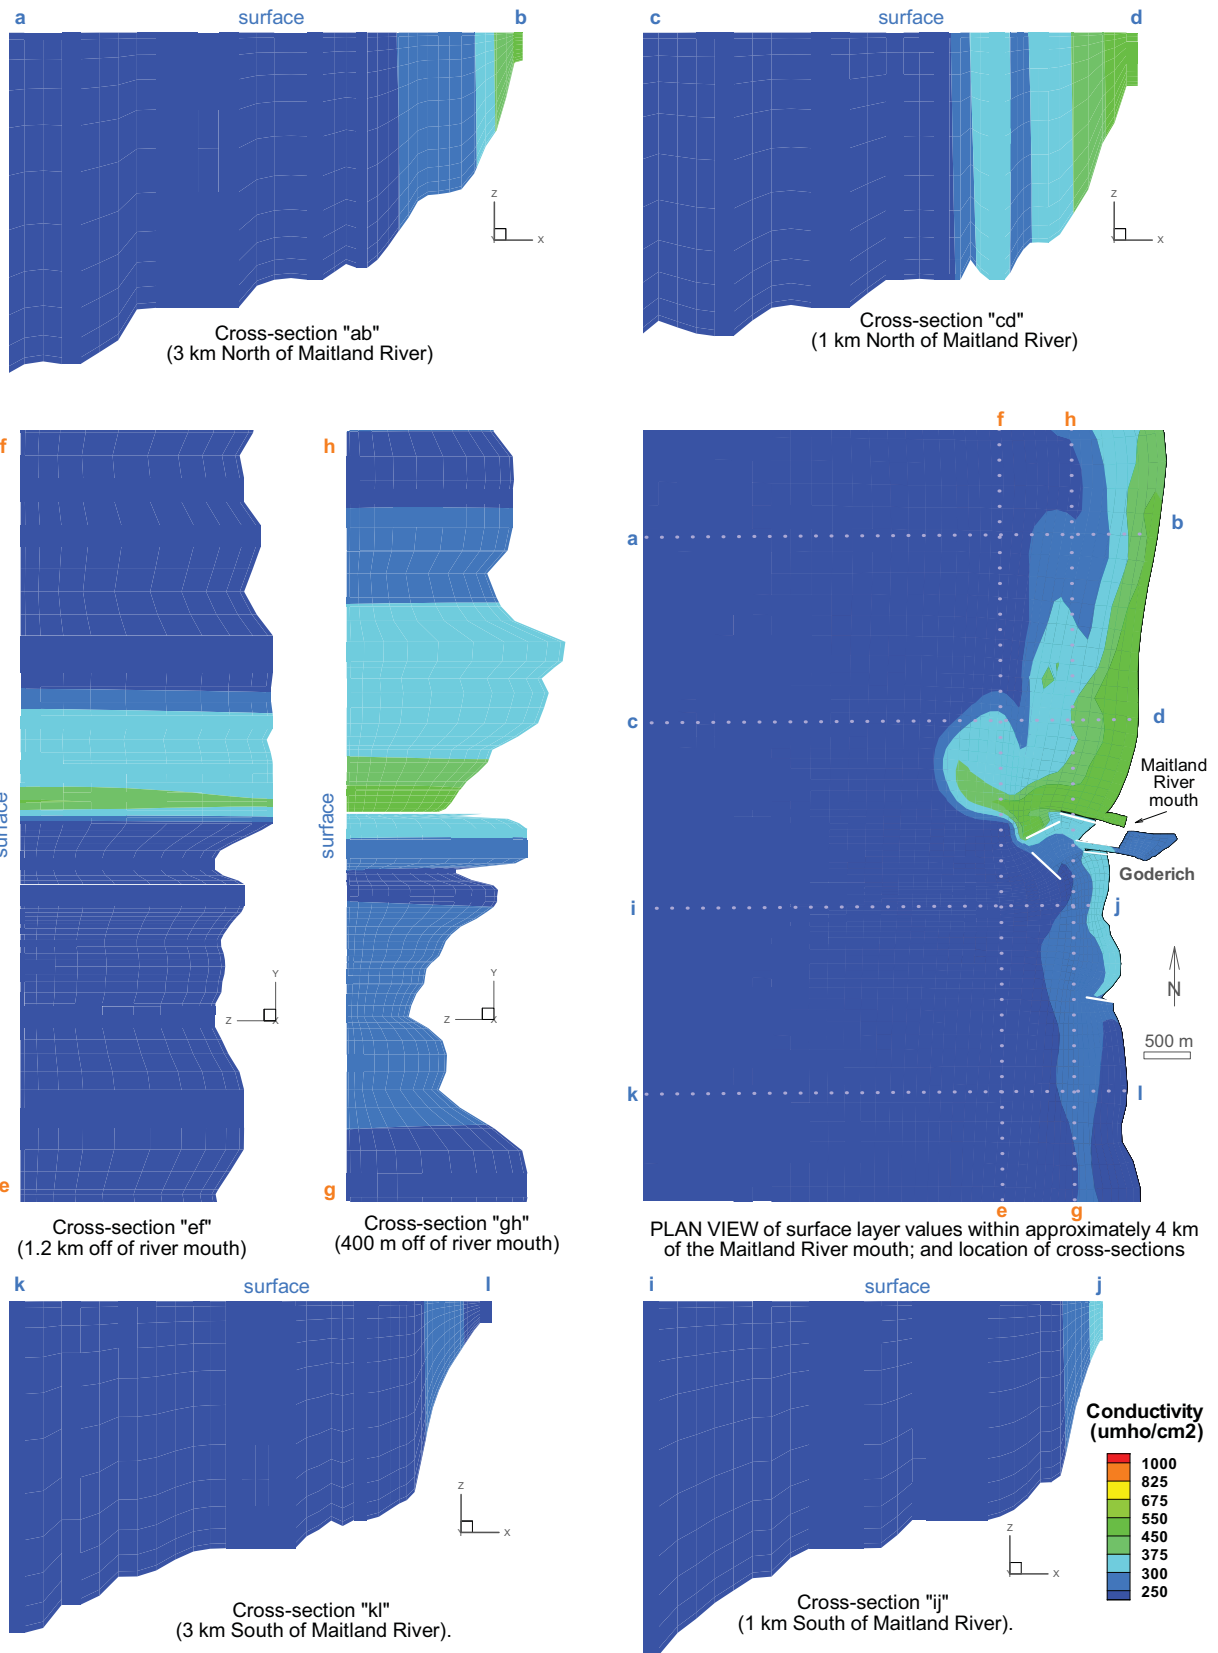 a surface b
c surface d
Z
X
Y
Z
X
Y
Cross-section "ab"
(3 km North of Maitland River)
Cross-section "cd"
(1 km North of Maitland River)
f
h
f h
a
b
c
d
Maitland
River
mouth
surface
surface
Goderich
i
j
N
500 m
k
l
Y
Z
X
Y
Z
X
e
g
e g
Cross-section "ef"
(1.2 km off of river mouth)
Cross-section "gh"
(400 m off of river mouth)
PLAN VIEW of surface layer values within approximately 4 km
of the Maitland River mouth; and location of cross-sections
k surface l
i surface j
Conductivity
(umho/cm2)
1000
825
675
550
450
375
300
250
Z
X
Y
Z
X
Y
Cross-section "kl"
(3 km South of Maitland River).
Cross-section "ij"
(1 km South of Maitland River).